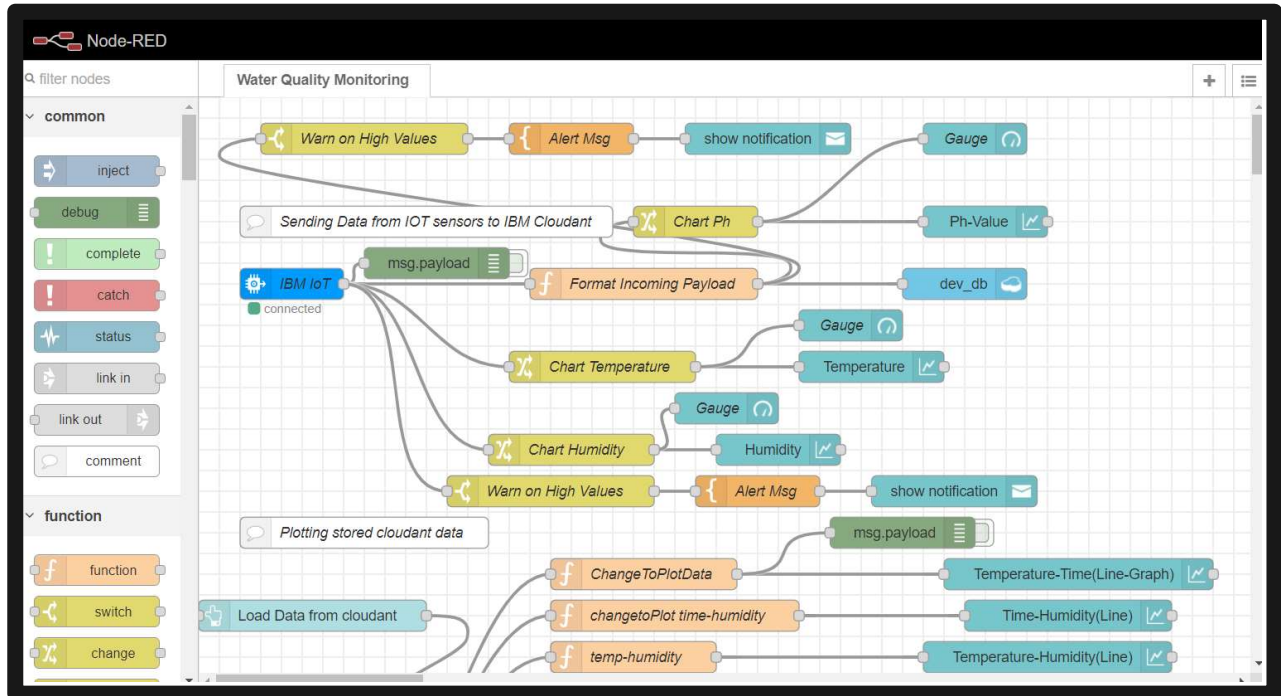 Node-RED
filter nodes
common
inject
debug
complete
catch
status
link in
link out
comment
function
function
switch
change
Water Quality Monitoring
Warn on High Values
Alert Msg
show notification
Gauge
Sending Data from IOT sensors to IBM Cloudant
Chart Ph
Ph-Value
msg.payload
IBM IoT
Format Incoming Payload
dev_db
connected
Gauge
Chart Temperature
Temperature
Gauge
Chart Humidity
Humidity
Warn on High Values
Alert Msg
show notification
Plotting stored cloudant data
msg.payload
ChangeToPlotData
Temperature-Time(Line-Graph)
Load Data from cloudant
changetoPlot time-humidity
Time-Humidity(Line)
temp-humidity
Temperature-Humidity(Line)